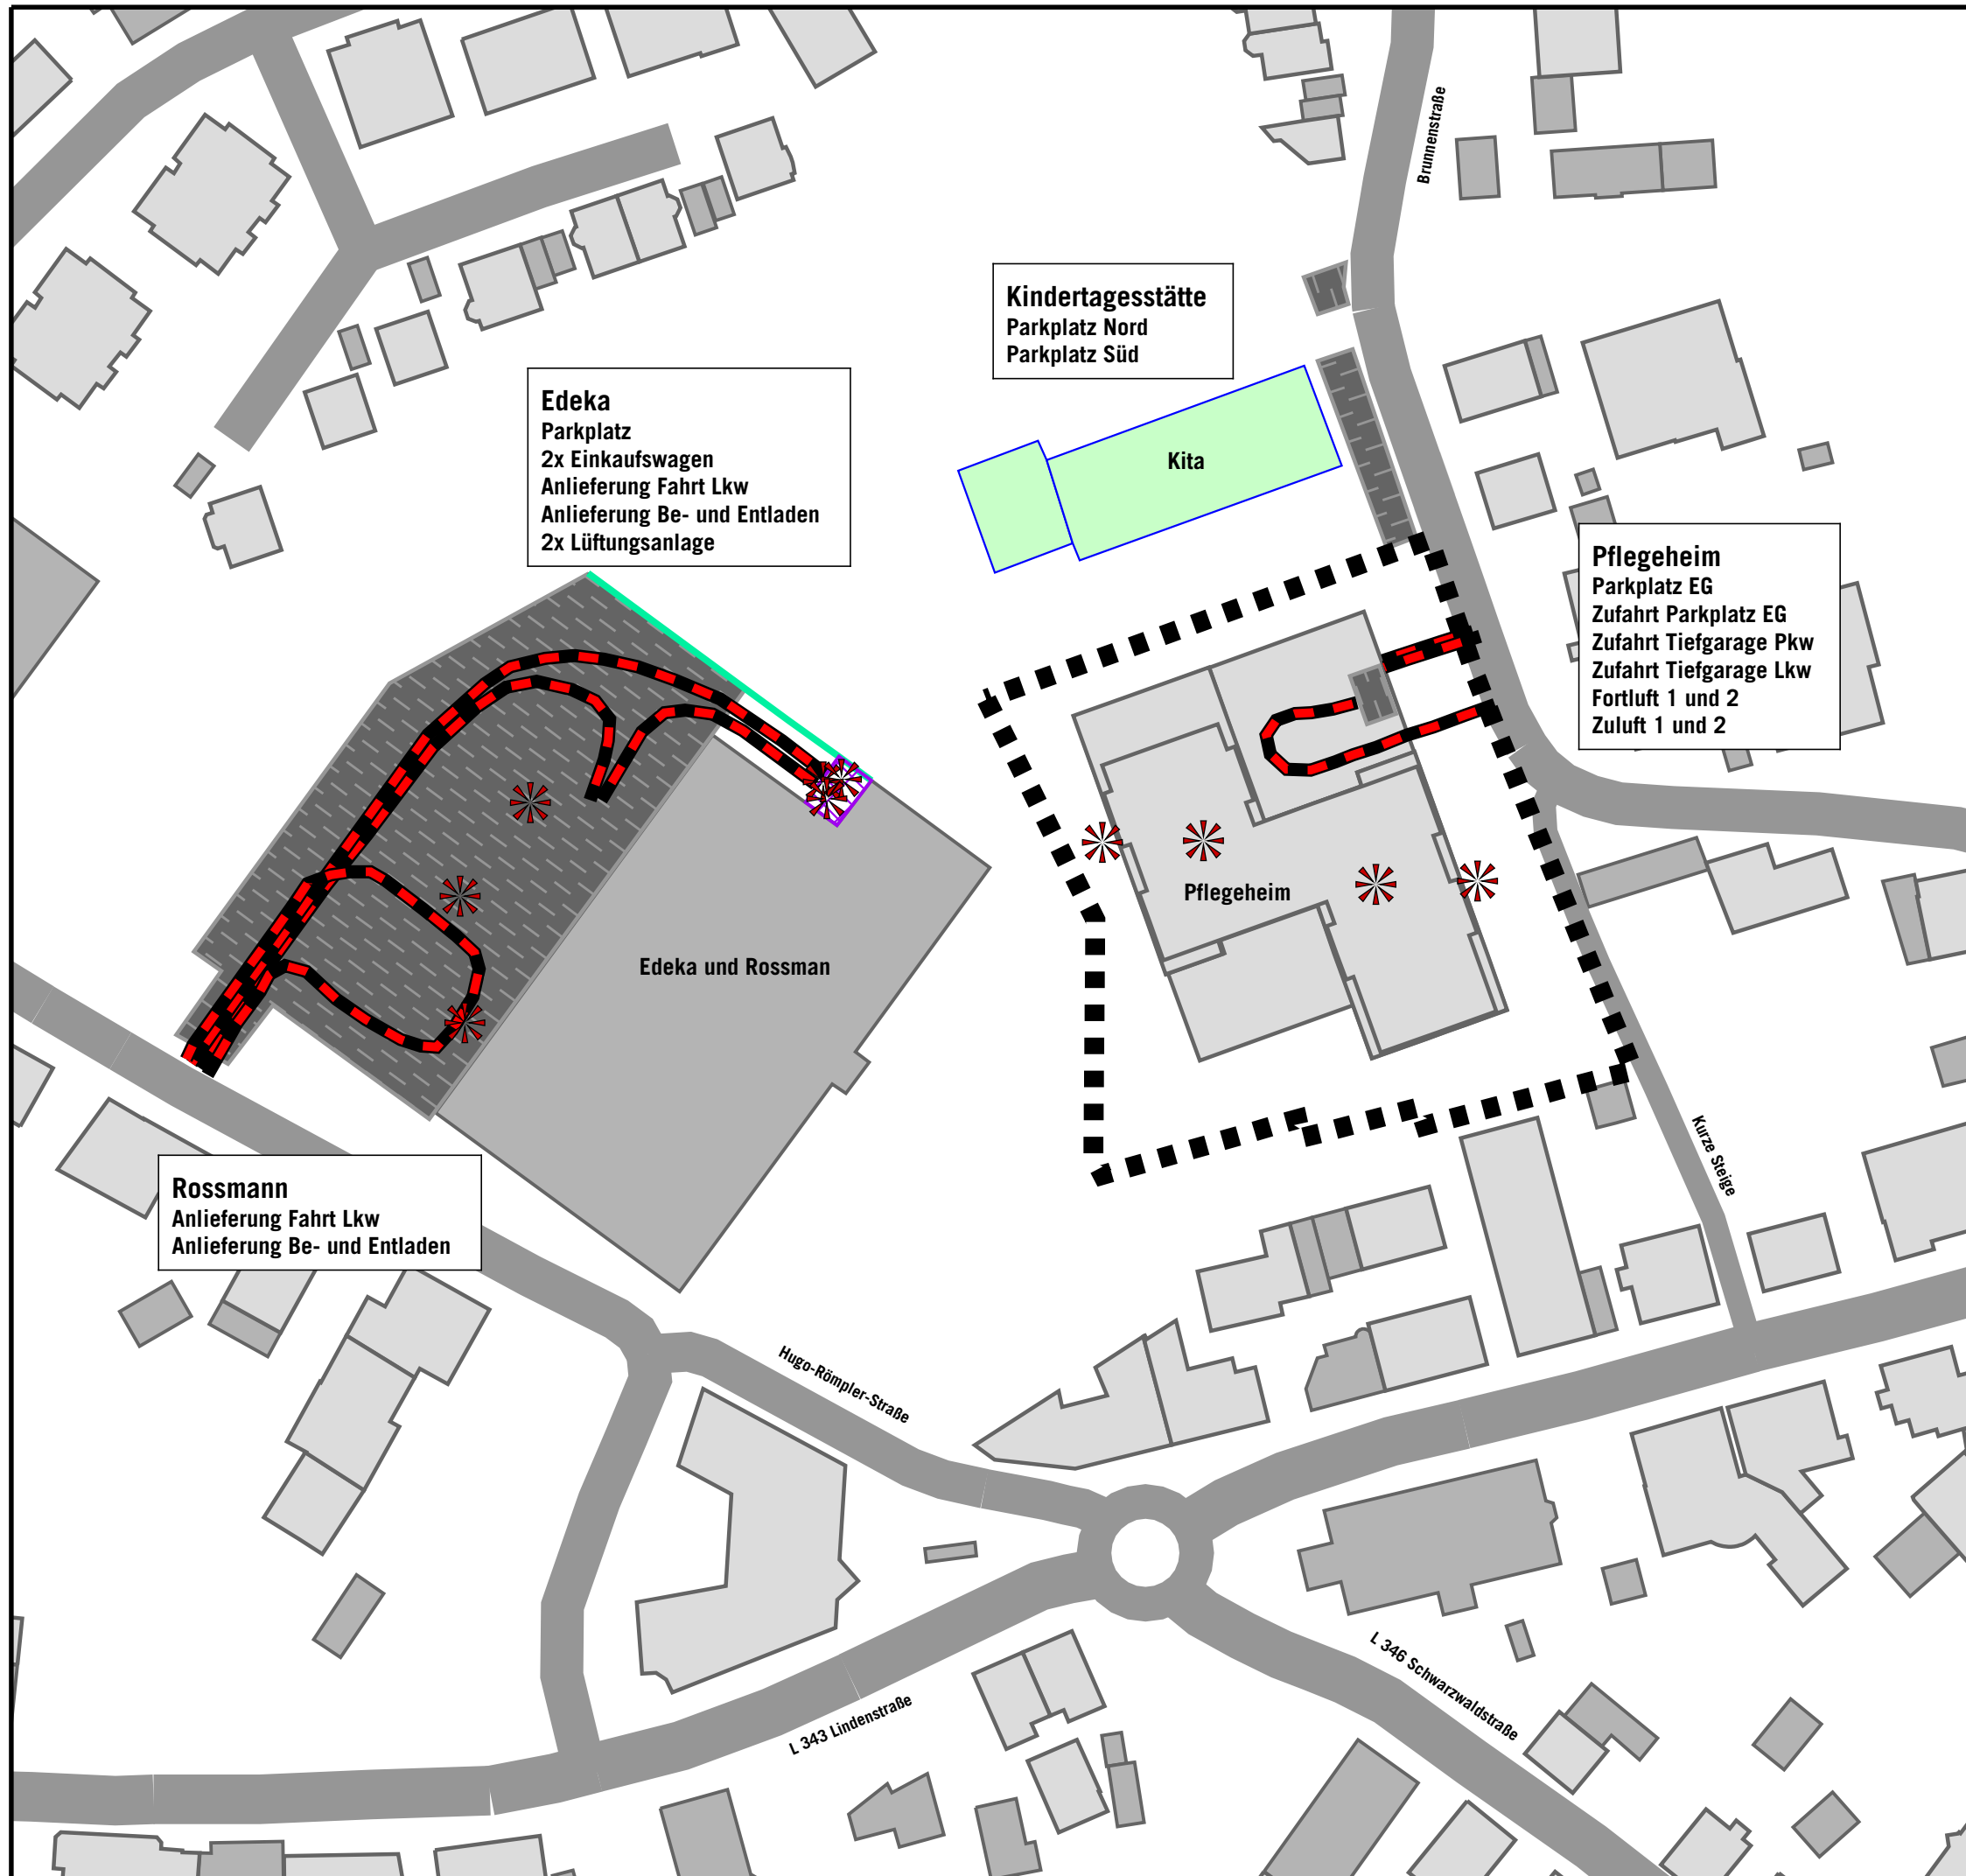 Brunnenstraße
Kindertagesstätte
Parkplatz Nord
Parkplatz Süd
Edeka
Parkplatz
2x Einkaufswagen
Anlieferung Fahrt Lkw
Anlieferung Be- und Entladen
2x Lüftungsanlage
Kita
Pflegeheim
Parkplatz EG
Zufahrt Parkplatz EG
Zufahrt Tiefgarage Pkw
Zufahrt Tiefgarage Lkw
Fortluft 1 und 2
Zuluft 1 und 2
Pflegeheim
Edeka und Rossman
Kurze Steige
Rossmann
Anlieferung Fahrt Lkw
Anlieferung Be- und Entladen
Hugo-Römpler-Straße
L 346 Schwarzwaldstraße
L 343 Lindenstraße